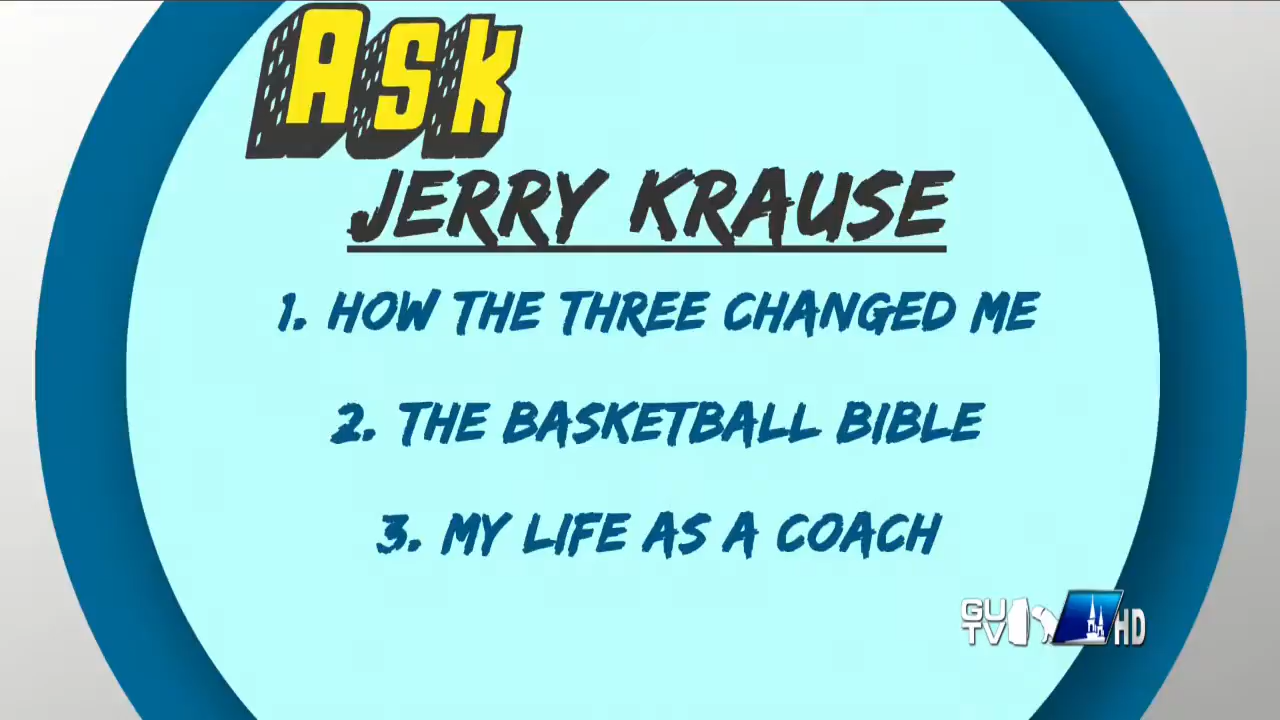 Ask
JERRY KRAUSE
1. HOW THE THREE CHANGED ME
2. THE BASKETBALL BIBLE
3. MY LIFE AS A COACH
GU
TV HD